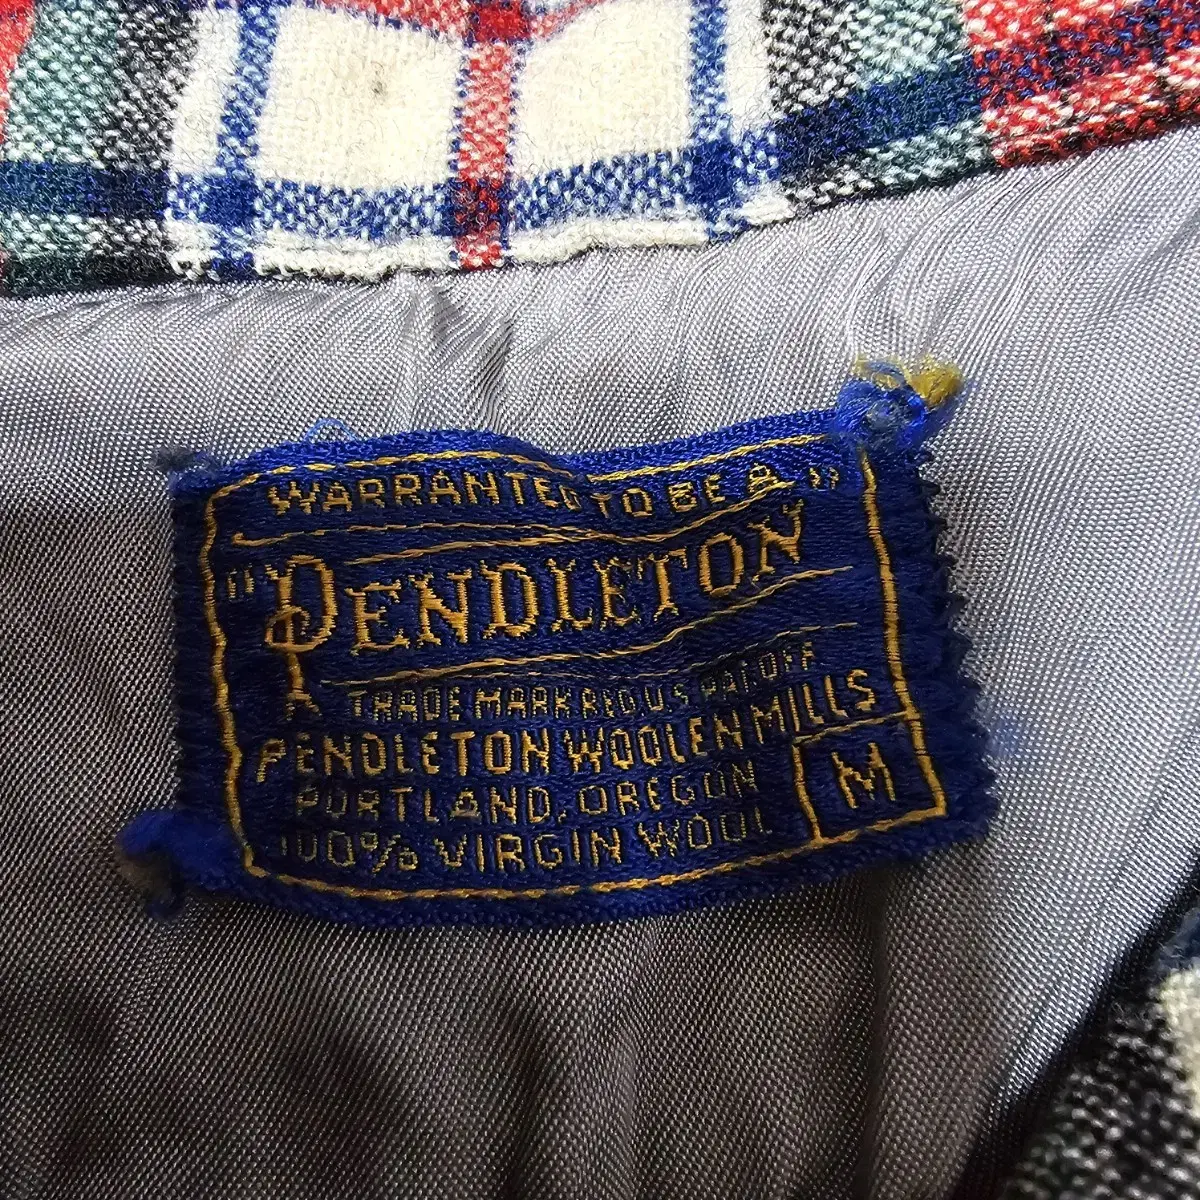 WARRANTED TO BE A
"PENDLETON"
TRADE MARK REG U S PAT OFF
PENDLETON WOOLEN MILLS
PORTLAND, OREGON
100% VIRGIN WOOL
M